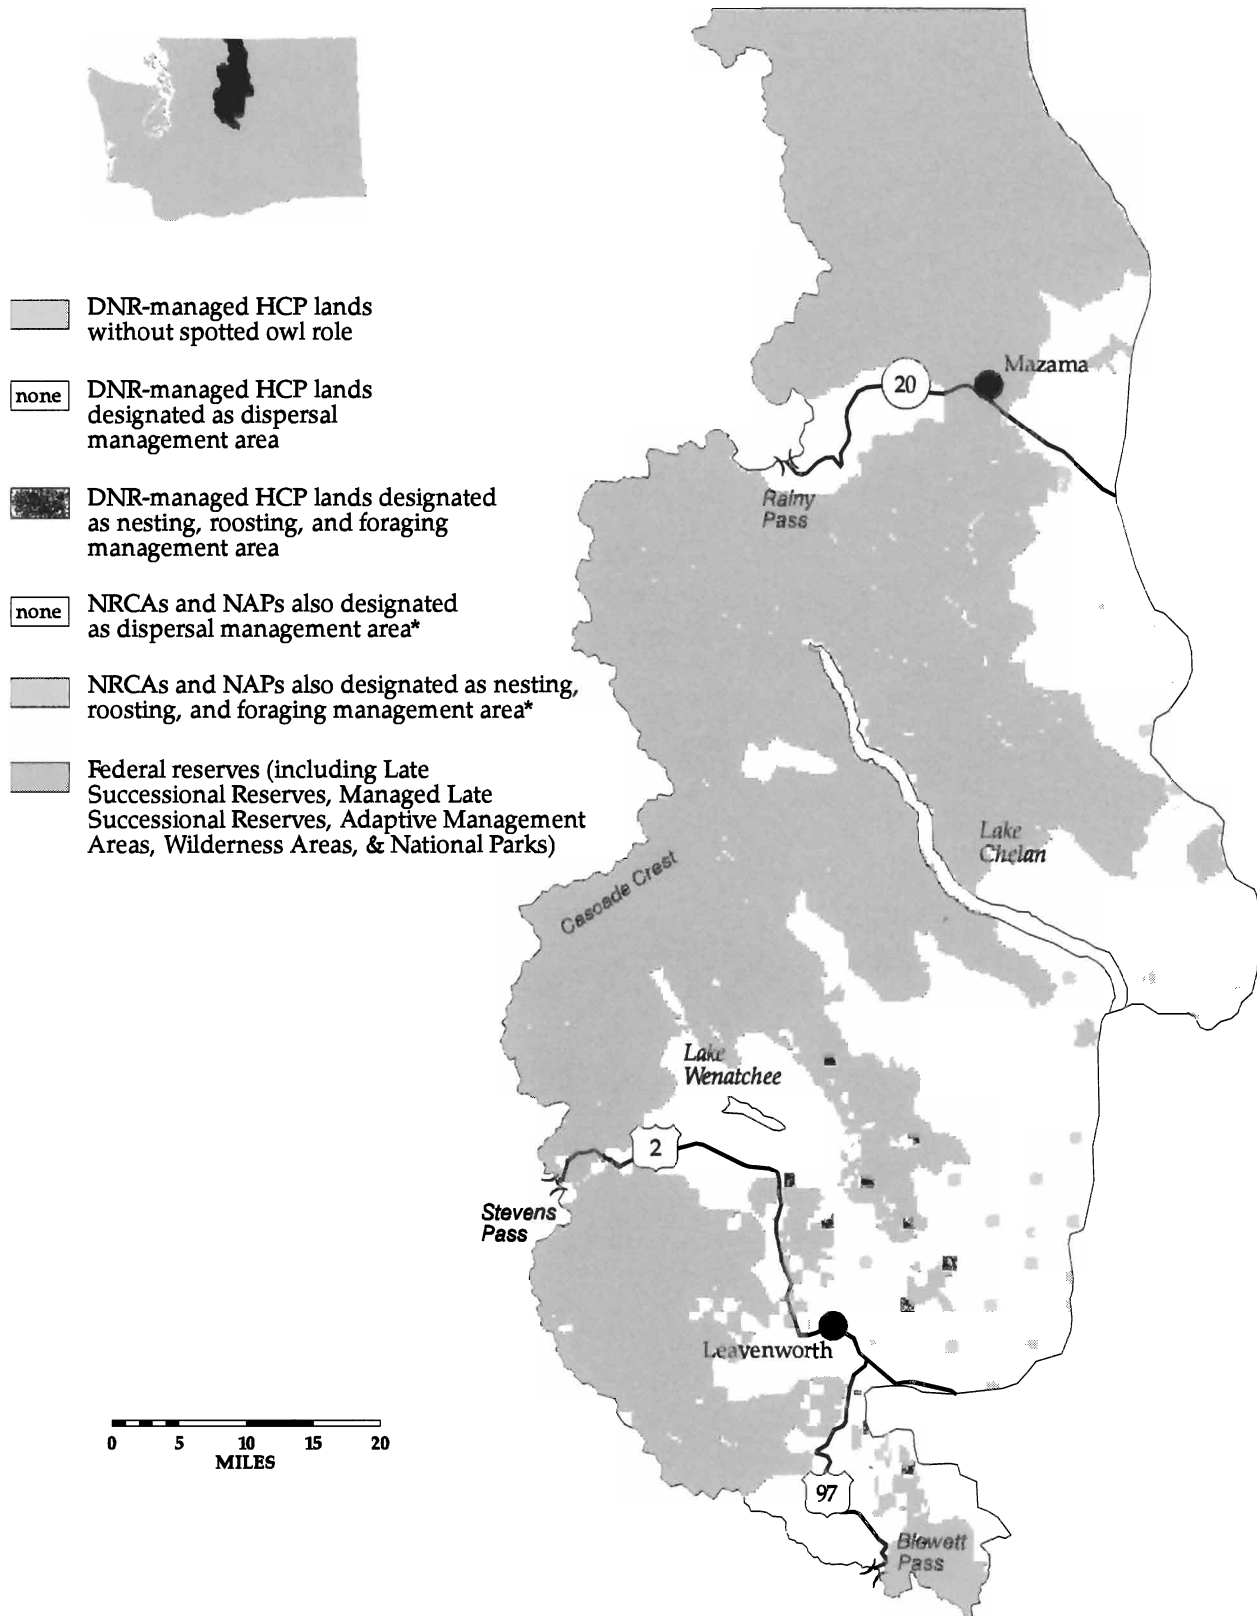 DNR-managed HCP lands
without spotted owl role
none
DNR-managed HCP lands
designated as dispersal
management area
DNR-managed HCP lands designated
as nesting, roosting, and foraging
management area
none
NRCAs and NAPs also designated
as dispersal management area*
NRCAs and NAPs also designated as nesting,
roosting, and foraging management area*
Federal reserves (including Late
Successional Reserves, Managed Late
Successional Reserves, Adaptive Management
Areas, Wilderness Areas, & National Parks)
0 5 10 15 20
MILES
Mazama
20
Rainy
Pass
Lake
Chelan
Cascade Crest
Lake
Wenatchee
2
Stevens
Pass
Leavenworth
97
Blewett
Pass